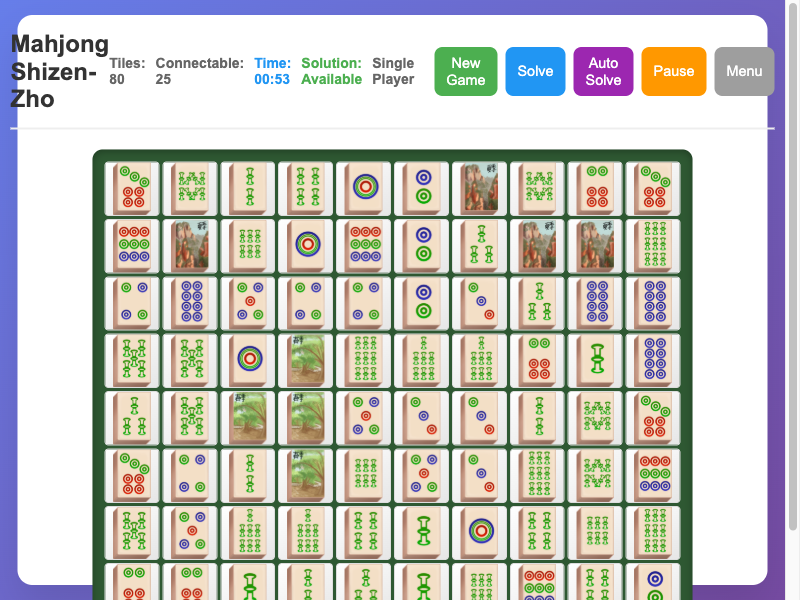 Mahjong
Shizen-
Zho
Tiles:
80
Connectable:
25
Time:
00:53
Solution:
Available
Single
Player
New
Game
Solve
Auto
Solve
Pause
Menu